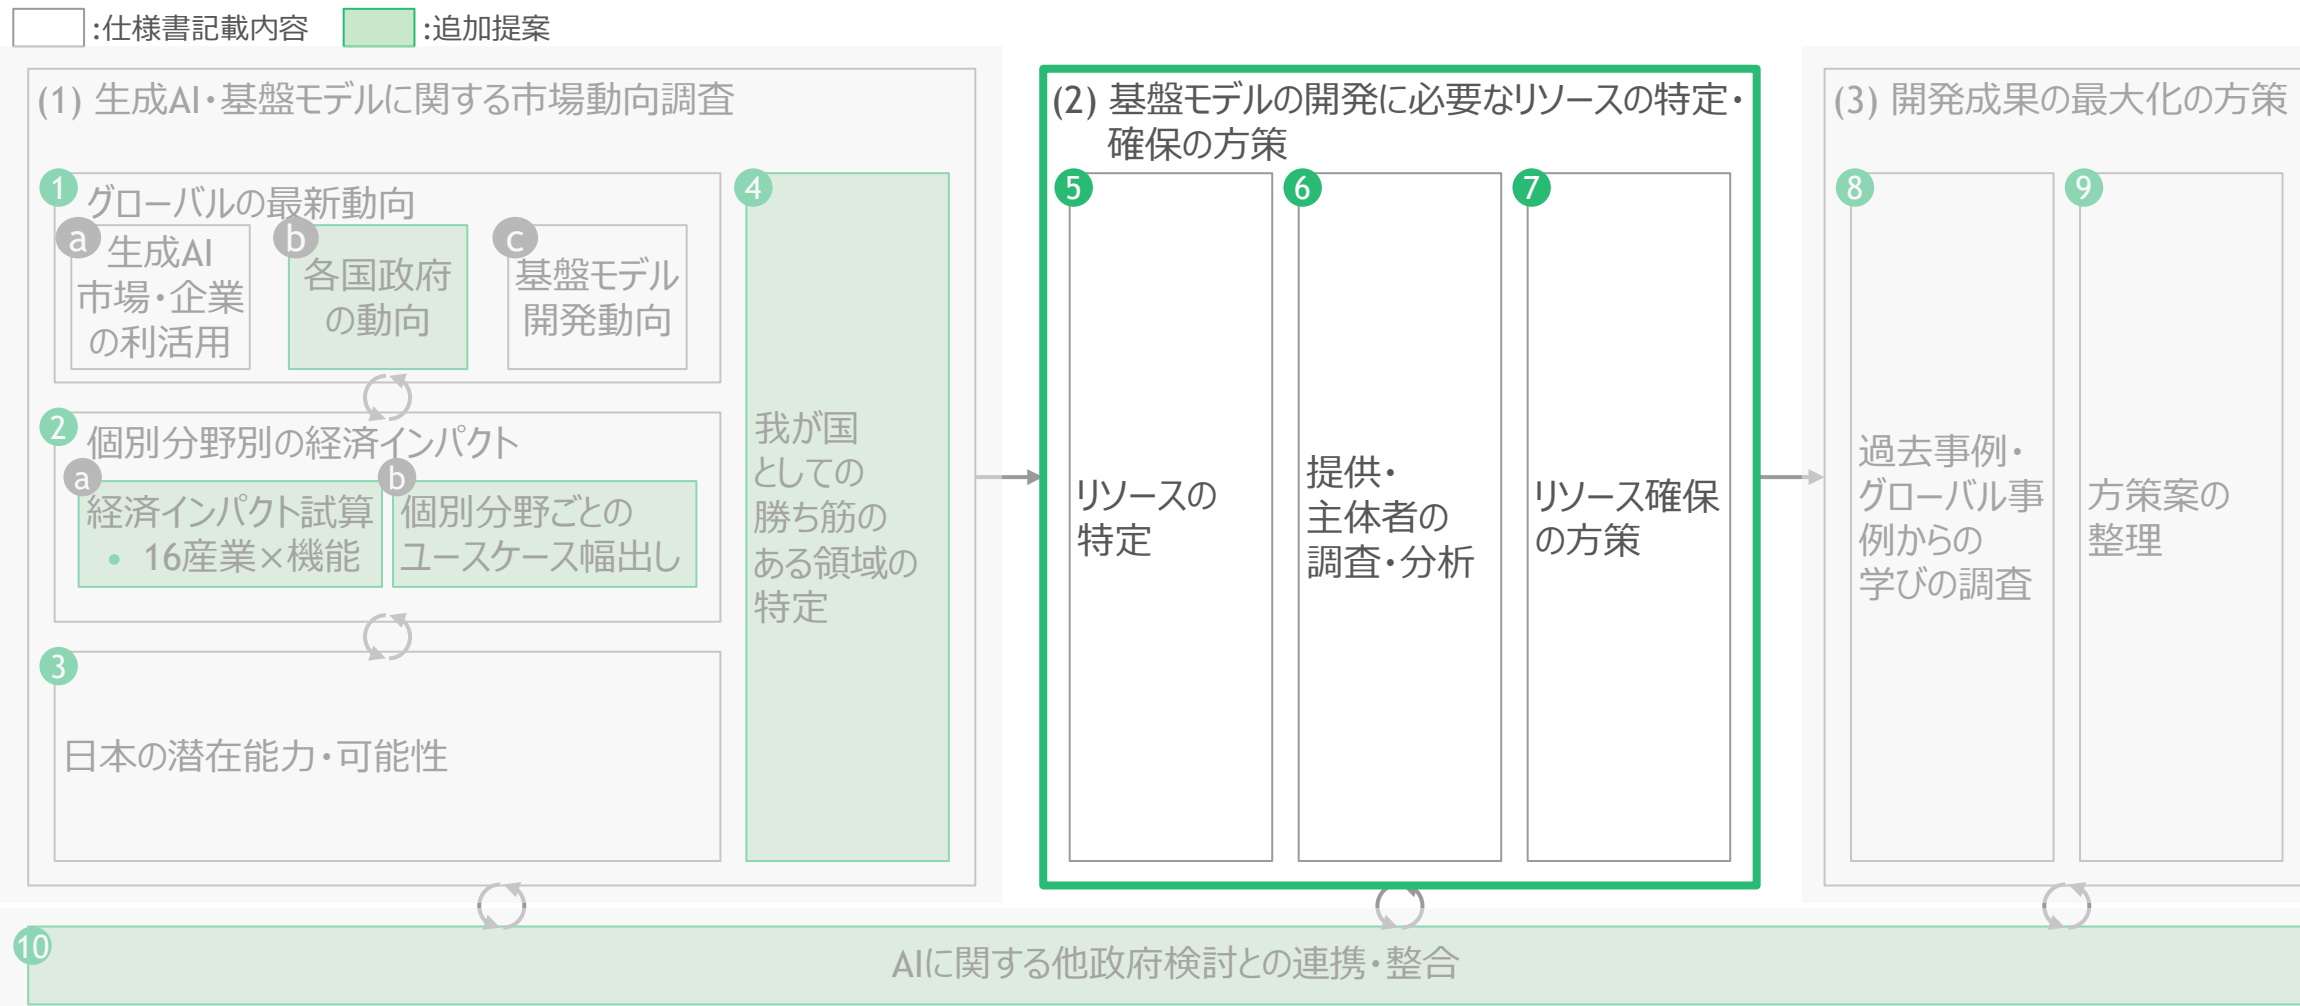 :仕様書記載内容
:追加提案
(1) 生成AI・基盤モデルに関する市場動向調査
1
グローバルの最新動向
a
生成AI
市場・企業
の利活用
b
各国政府
の動向
c
基盤モデル
開発動向
2
個別分野別の経済インパクト
a
経済インパクト試算
• 16産業×機能
b
個別分野ごとの
ユースケース幅出し
3
日本の潜在能力・可能性
4
我が国
としての
勝ち筋の
ある領域の
特定
(2) 基盤モデルの開発に必要なリソースの特定・
確保の方策
5
リソースの
特定
6
提供・
主体者の
調査・分析
7
リソース確保
の方策
(3) 開発成果の最大化の方策
8
過去事例・
グローバル事
例からの
学びの調査
9
方策案の
整理
10
AIに関する他政府検討との連携・整合